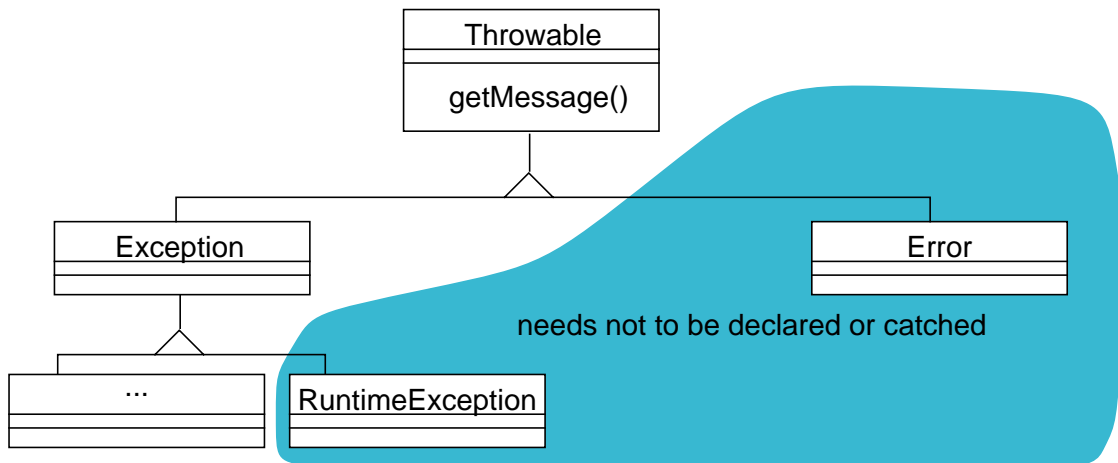 Throwable
getMessage()
Exception
Error
needs not to be declared or catched
...
RuntimeException